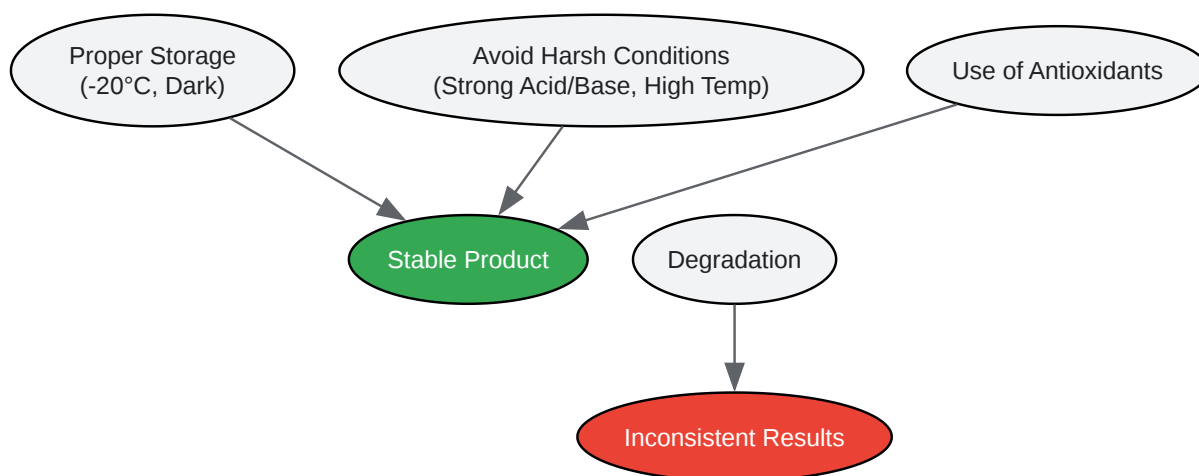 Proper Storage
(-20°C, Dark)
Avoid Harsh Conditions
(Strong Acid/Base, High Temp)
Use of Antioxidants
Stable Product
Degradation
Inconsistent Results